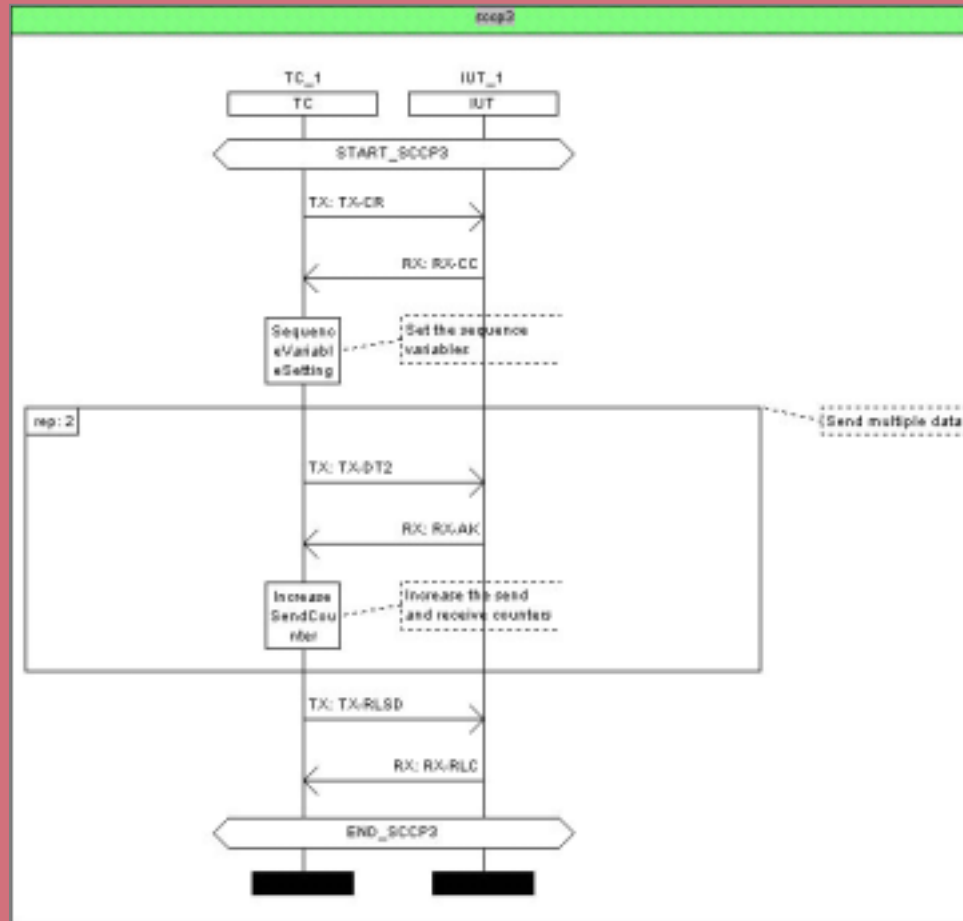 sccp3
TC_1
IUT_1
TC
IUT
START_SCCP3
TX: TX-CR
RX: RX-CC
Sequenc
eVariabl
eSetting
Set the sequence
variables
rep: 2
Send multiple data
TX: TX-DT2
RX: RX-AK
Increase
SendCou
nter
Increase the send
and receive counters
TX: TX-RLSD
RX: RX-RLC
END_SCCP3